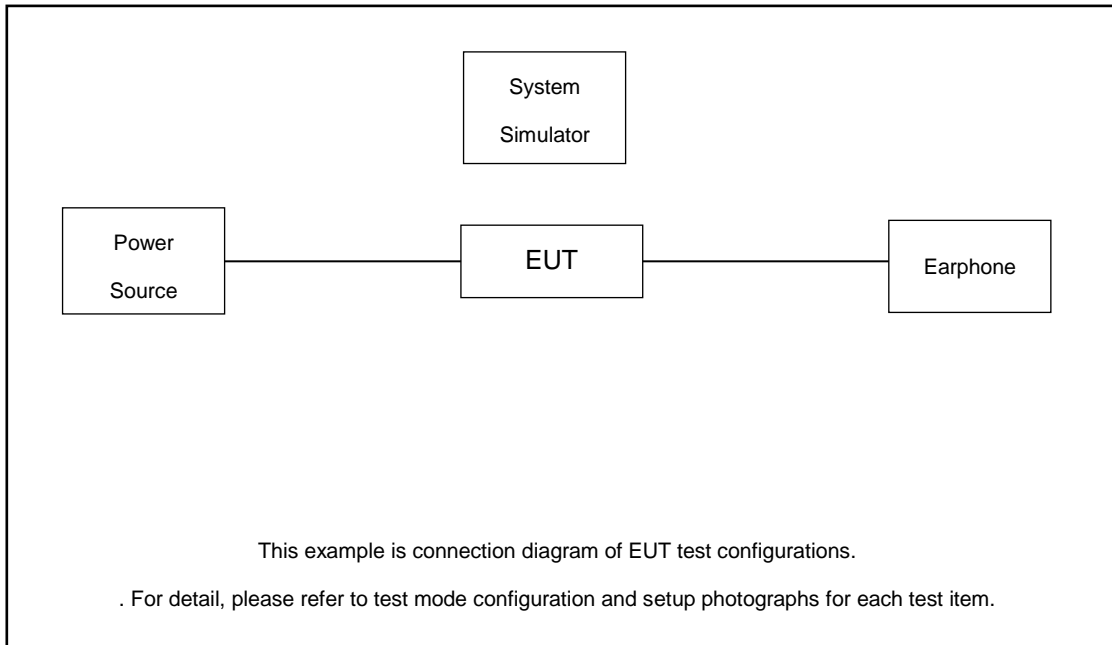 System
Simulator
Power
Source
EUT
Earphone
This example is connection diagram of EUT test configurations.
. For detail, please refer to test mode configuration and setup photographs for each test item.